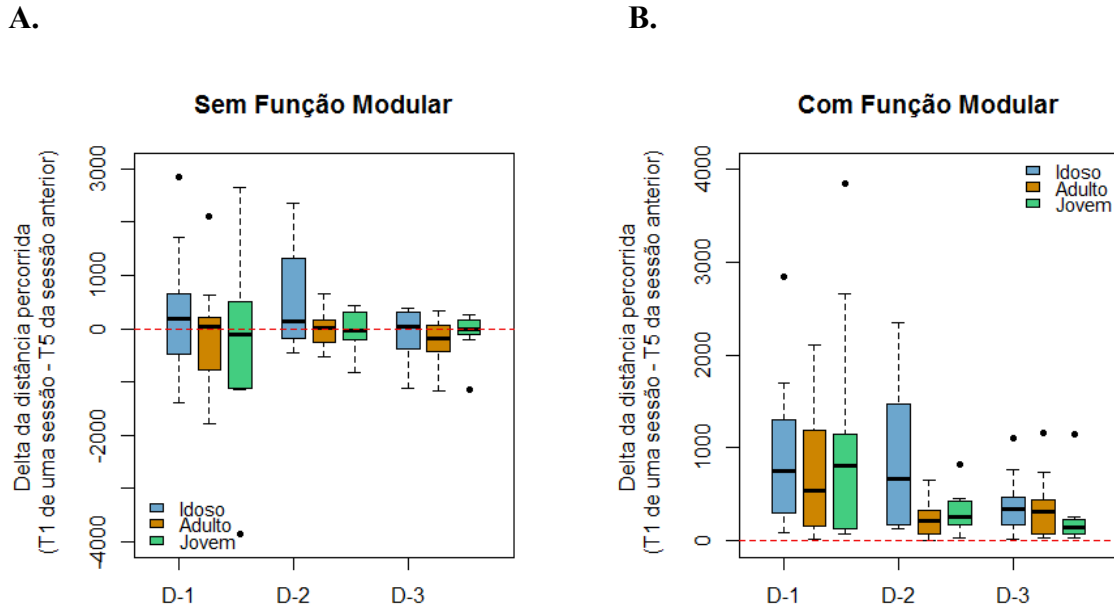 A.
B.
Sem Função Modular
Delta da distância percorrida
(T1 de uma sessão - T5 da sessão anterior)
3000
1000
0
-2000
-4000
Idoso
Adulto
Jovem
D-1
D-2
D-3
Com Função Modular
Delta da distância percorrida
(T1 de uma sessão - T5 da sessão anterior)
4000
3000
2000
1000
0
Idoso
Adulto
Jovem
D-1
D-2
D-3